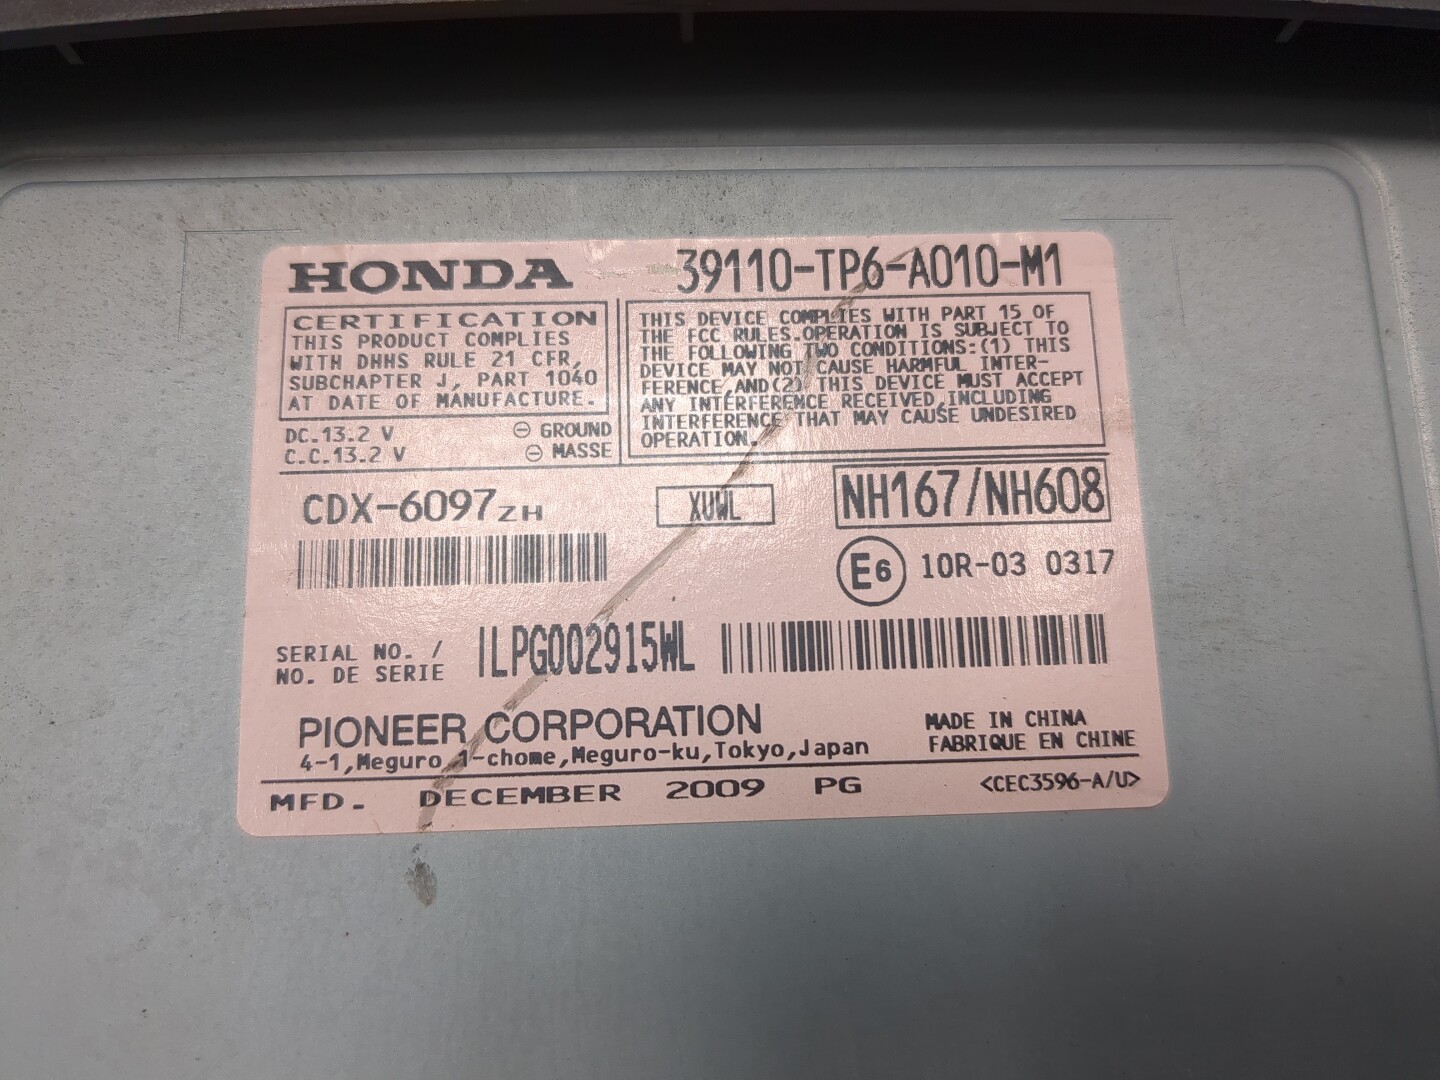 HONDA 39110-TP6-A010-M1
CERTIFICATION
THIS PRODUCT COMPLIES
WITH DHHS RULE 21 CFR,
SUBCHAPTER J, PART 1040
AT DATE OF MANUFACTURE.
THIS DEVICE COMPLIES WITH PART 15 OF
THE FCC RULES.OPERATION IS SUBJECT TO
THE FOLLOWING TWO CONDITIONS:(1) THIS
DEVICE MAY NOT CAUSE HARMFUL INTER-
FERENCE,AND(2) THIS DEVICE MUST ACCEPT
ANY INTERFERENCE RECEIVED,INCLUDING
INTERFERENCE THAT MAY CAUSE UNDESIRED
OPERATION.
DC.13.2 V ⊖ GROUND
C.C.13.2 V ⊖ MASSE
CDX-6097ZH XUWL NH167/NH608
E6 10R-03 0317
SERIAL NO. /
NO. DE SERIE
ILPG002915WL
PIONEER CORPORATION
4-1,Meguro 1-chome,Meguro-ku,Tokyo,Japan
MADE IN CHINA
FABRIQUE EN CHINE
MFD. DECEMBER 2009 PG <CEC3596-A/U>